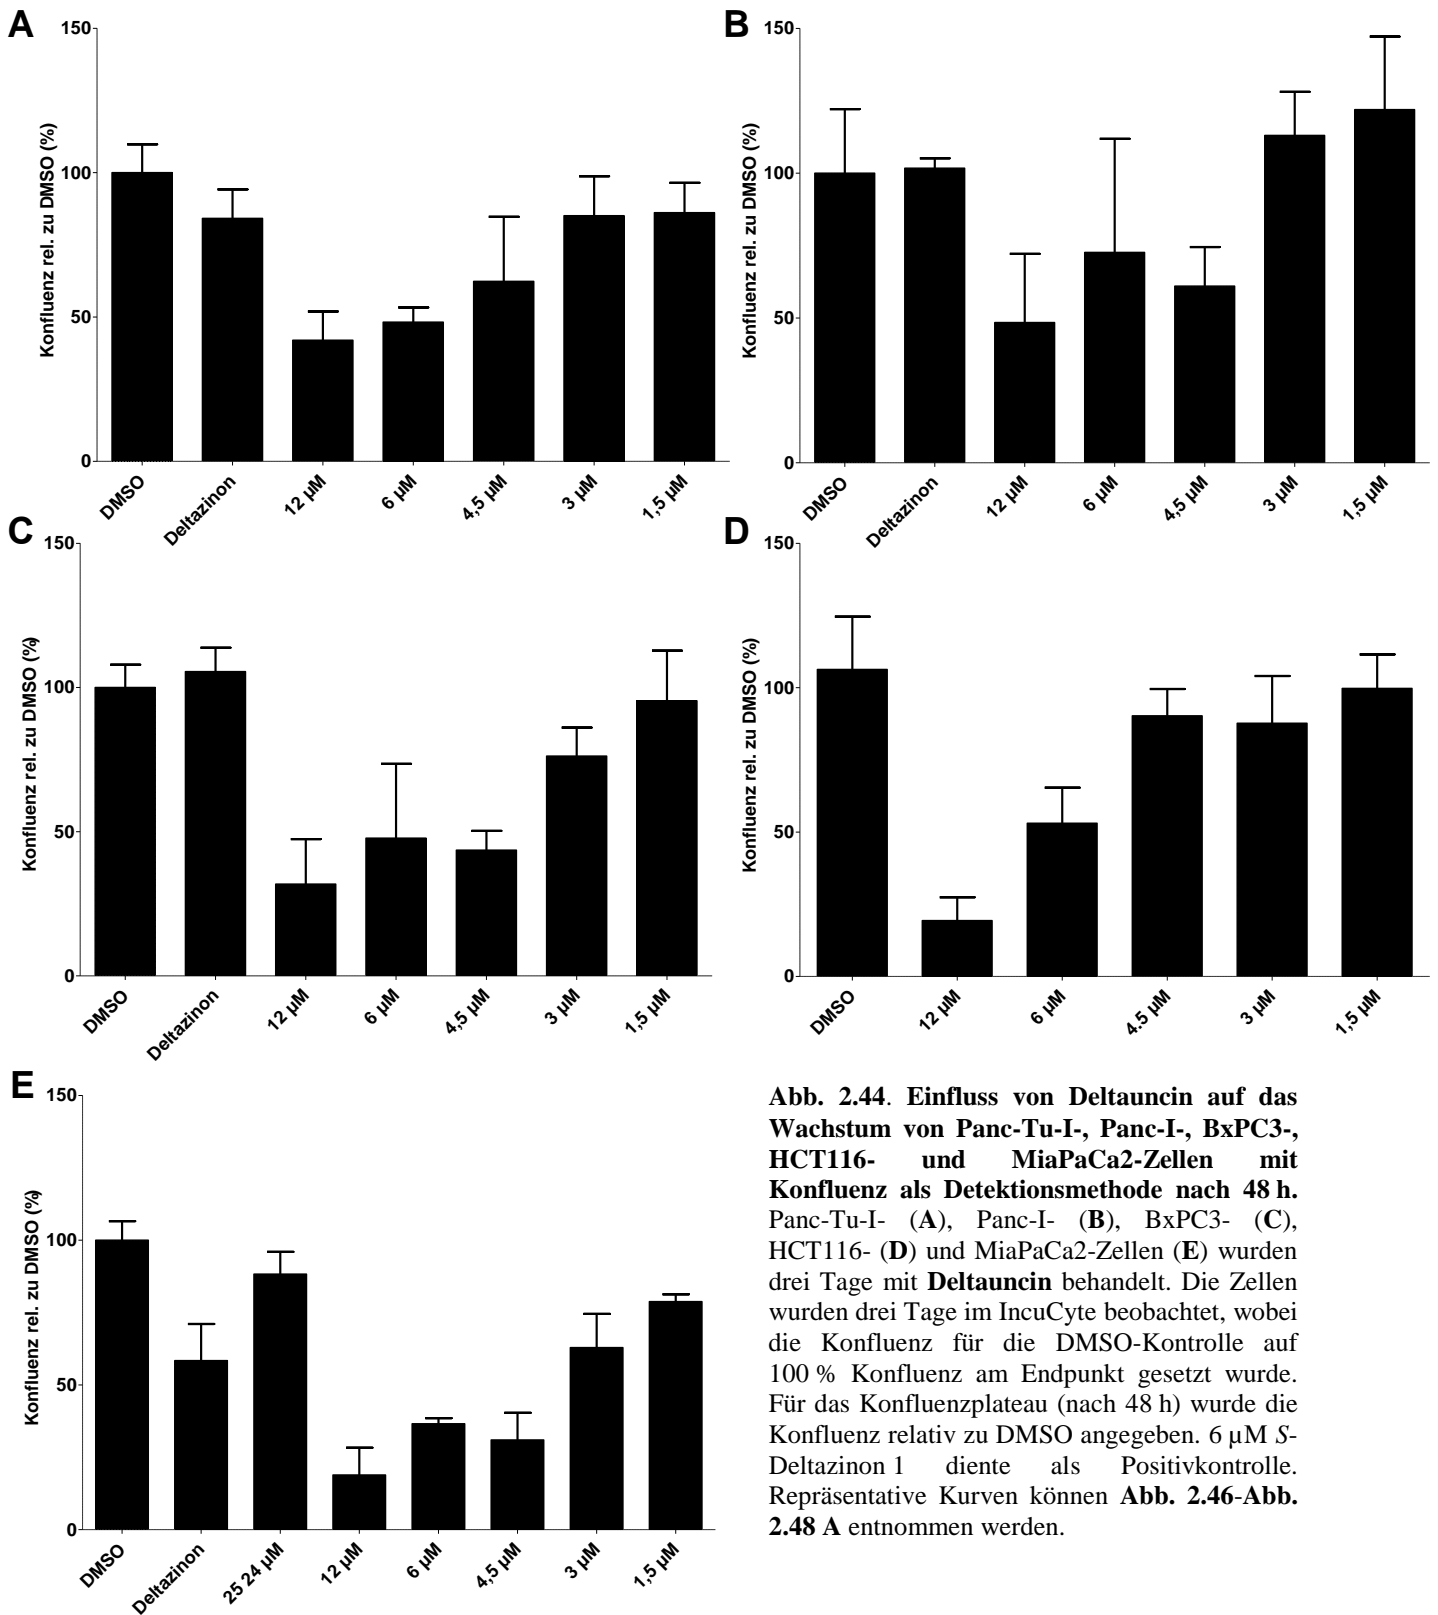 A
150
100
50
0
Konfluenz rel. zu DMSO (%)
DMSO
Deltazinon
12 µM
6 µM
4,5 µM
3 µM
1,5 µM
B
150
100
50
0
Konfluenz rel. zu DMSO (%)
DMSO
Deltazinon
12 µM
6 µM
4,5 µM
3 µM
1,5 µM
C
150
100
50
0
Konfluenz rel. zu DMSO (%)
DMSO
Deltazinon
12 µM
6 µM
4,5 µM
3 µM
1,5 µM
D
150
100
50
0
Konfluenz rel. zu DMSO (%)
DMSO
12 µM
6 µM
4,5 µM
3 µM
1,5 µM
E
150
100
50
0
Konfluenz rel. zu DMSO (%)
DMSO
Deltazinon
25 24 µM
12 µM
6 µM
4,5 µM
3 µM
1,5 µM
Abb. 2.44. Einfluss von Deltauncin auf das
Wachstum von Panc-Tu-I-, Panc-I-, BxPC3-,
HCT116- und MiaPaCa2-Zellen mit
Konfluenz als Detektionsmethode nach 48 h.
Panc-Tu-I- (A), Panc-I- (B), BxPC3- (C),
HCT116- (D) und MiaPaCa2-Zellen (E) wurden
drei Tage mit Deltauncin behandelt. Die Zellen
wurden drei Tage im IncuCyte beobachtet, wobei
die Konfluenz für die DMSO-Kontrolle auf
100 % Konfluenz am Endpunkt gesetzt wurde.
Für das Konfluenzplateau (nach 48 h) wurde die
Konfluenz relativ zu DMSO angegeben. 6 µM S-
Deltazinon 1 diente als Positivkontrolle.
Repräsentative Kurven können Abb. 2.46-Abb.
2.48 A entnommen werden.